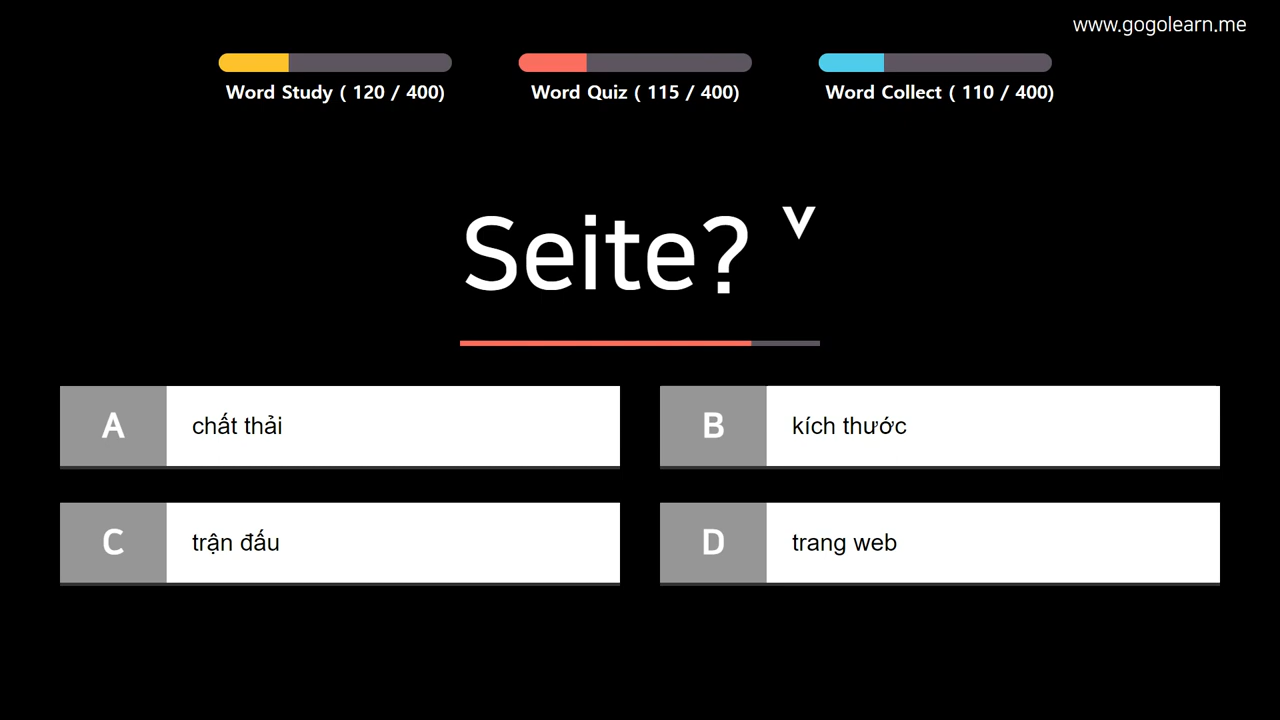 www.gogolearn.me
Word Study ( 120 / 400)
Word Quiz ( 115 / 400)
Word Collect ( 110 / 400)
Seite?
A chất thải
B kích thước
C trận đấu
D trang web